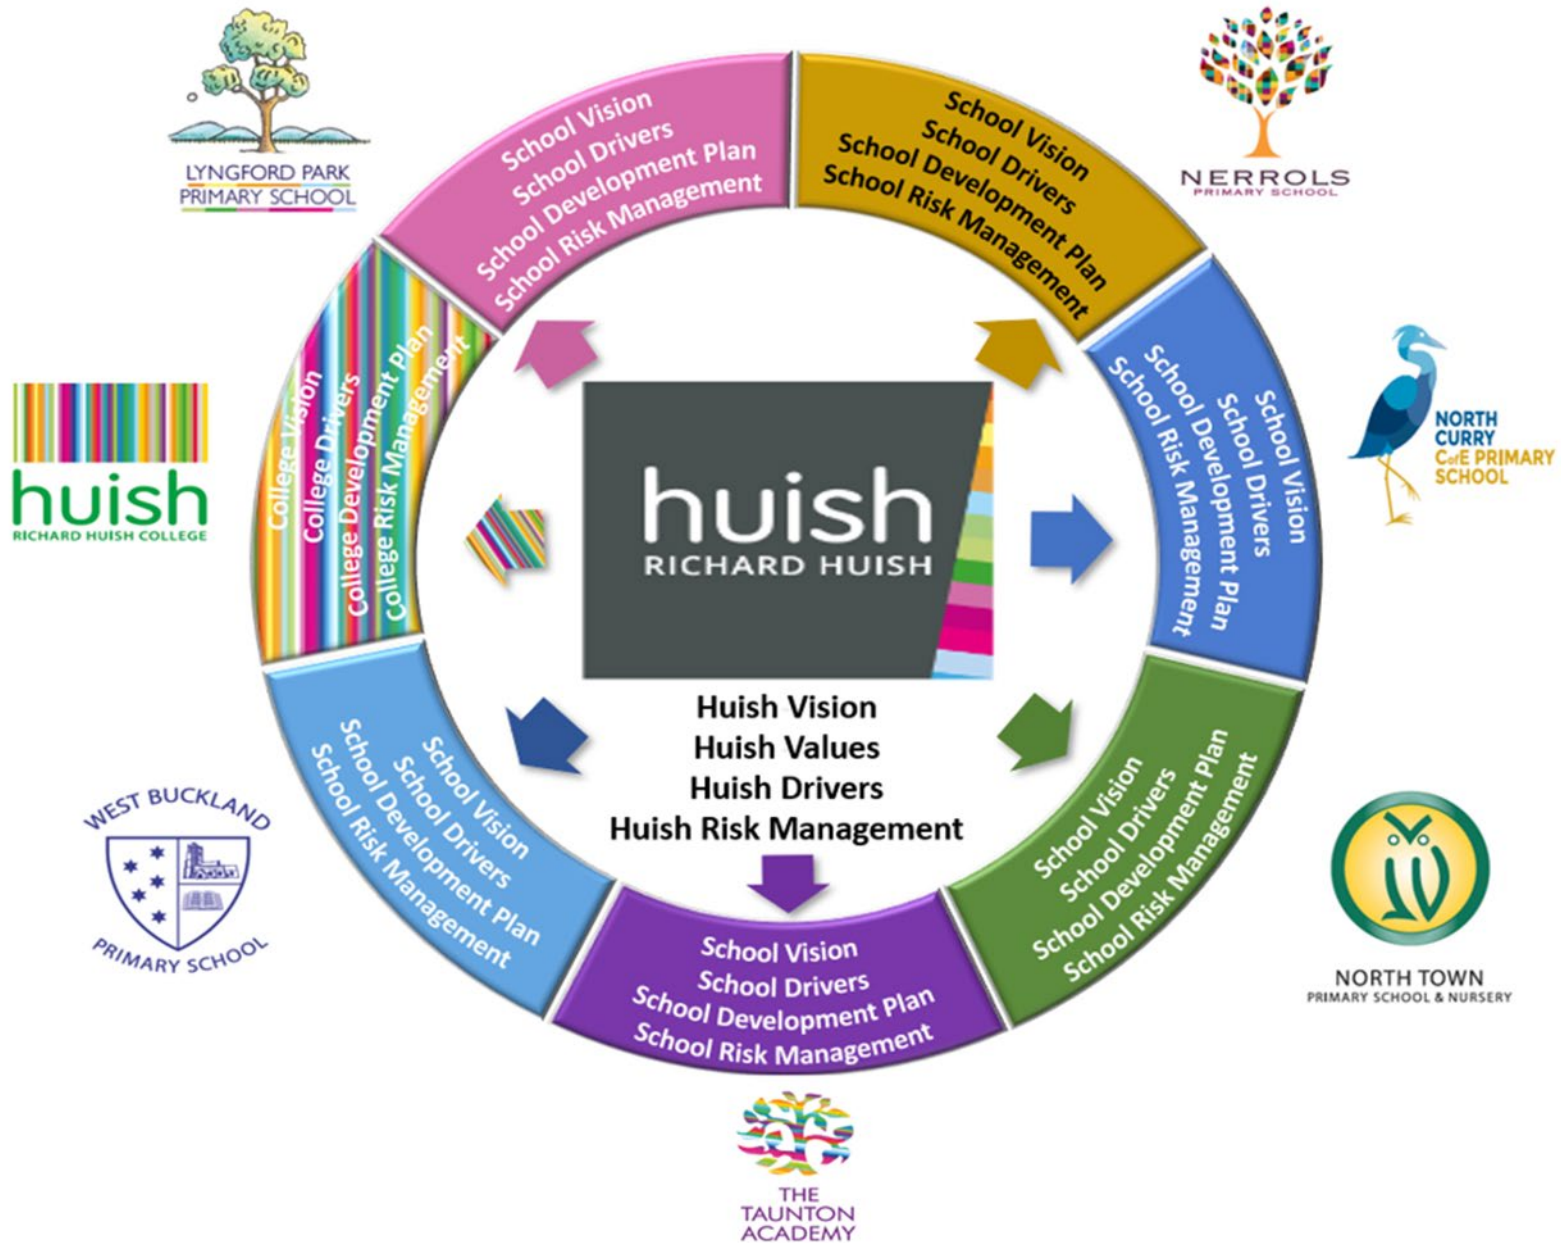 LYNGFORD PARK
PRIMARY SCHOOL
NERROLS
PRIMARY SCHOOL
School Vision
School Drivers
School Development Plan
School Risk Management
School Vision
School Drivers
School Development Plan
School Risk Management
huish
RICHARD HUISH COLLEGE
College Vision
College Drivers
College Development Plan
College Risk Management
huish
RICHARD HUISH
Huish Vision
Huish Values
Huish Drivers
Huish Risk Management
School Vision
School Drivers
School Development Plan
School Risk Management
NORTH
CURRY
CofE PRIMARY
SCHOOL
WEST BUCKLAND
PRIMARY SCHOOL
School Vision
School Drivers
School Development Plan
School Risk Management
School Vision
School Drivers
School Development Plan
School Risk Management
School Vision
School Drivers
School Development Plan
School Risk Management
NORTH TOWN
PRIMARY SCHOOL & NURSERY
THE
TAUNTON
ACADEMY